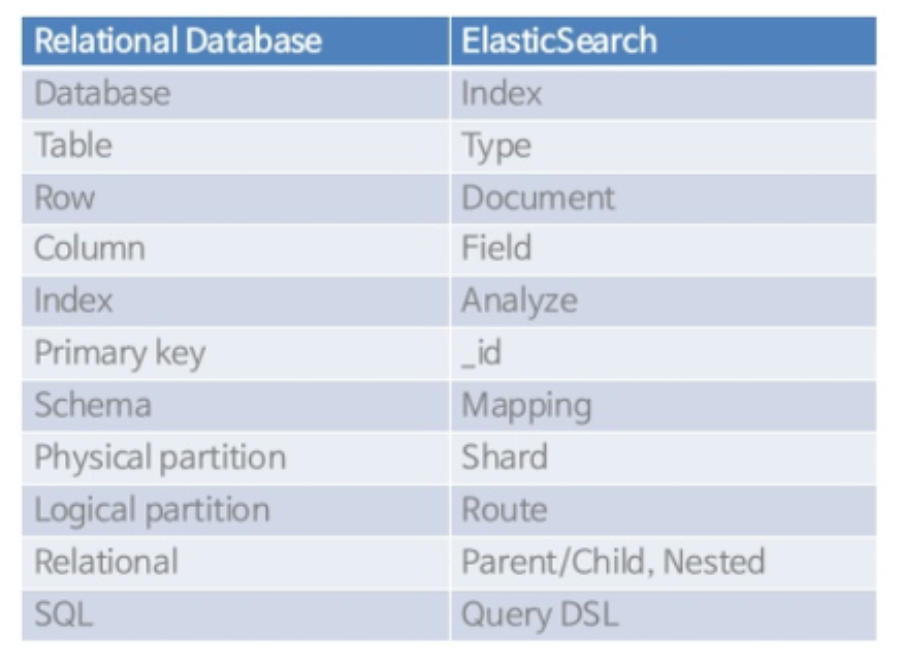 Relational Database ElasticSearch
Database Index
Table Type
Row Document
Column Field
Index Analyze
Primary key _id
Schema Mapping
Physical partition Shard
Logical partition Route
Relational Parent/Child, Nested
SQL Query DSL